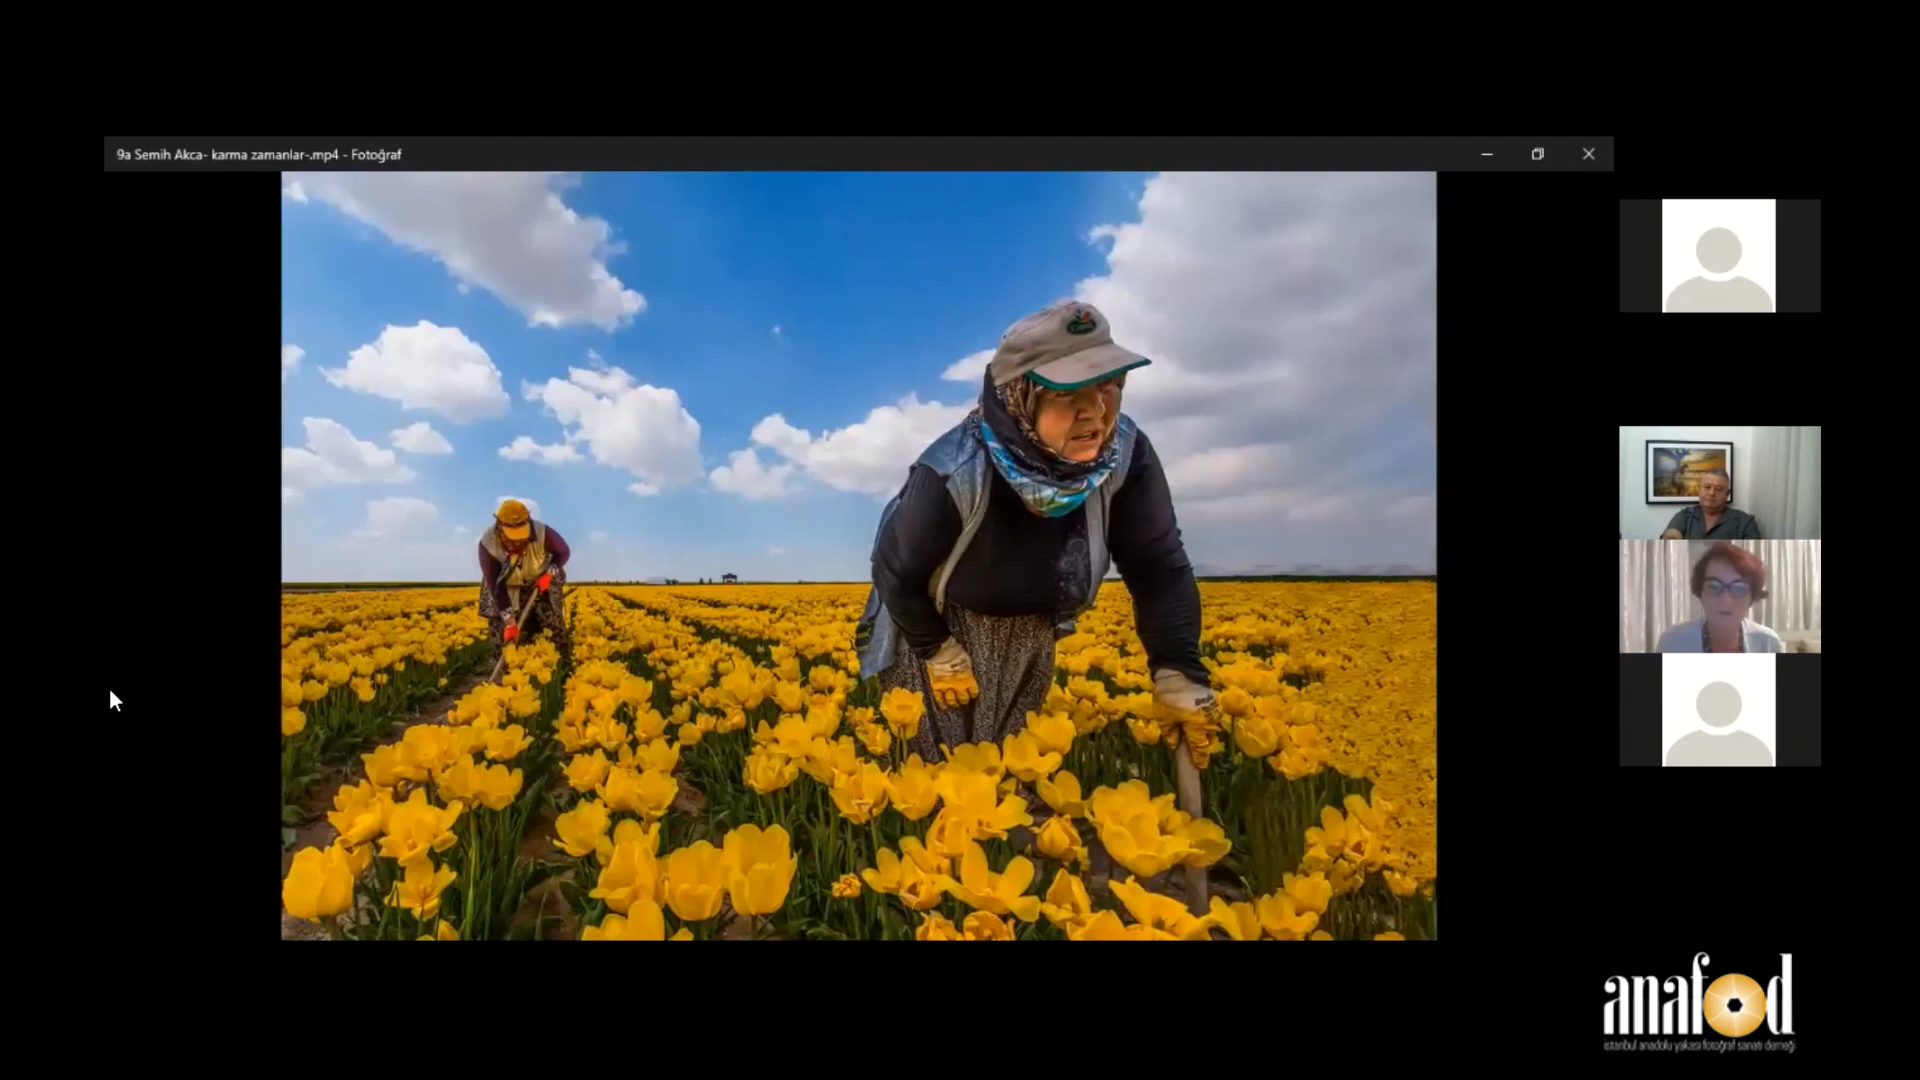 9a Semih Akca- karma zamanlar-.mp4 - Fotoğraf
anafod
istanbul anadolu yakası fotoğraf sanatı derneği